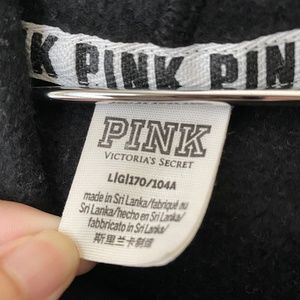 K PINK PIN
PINK
VICTORIA'S SECRET
L|G|170/104A
made in Sri Lanka/fabriqué au
Sri Lanka/hecho en Sri Lanka/
fabbricato in Sri Lanka/
斯里兰卡制造